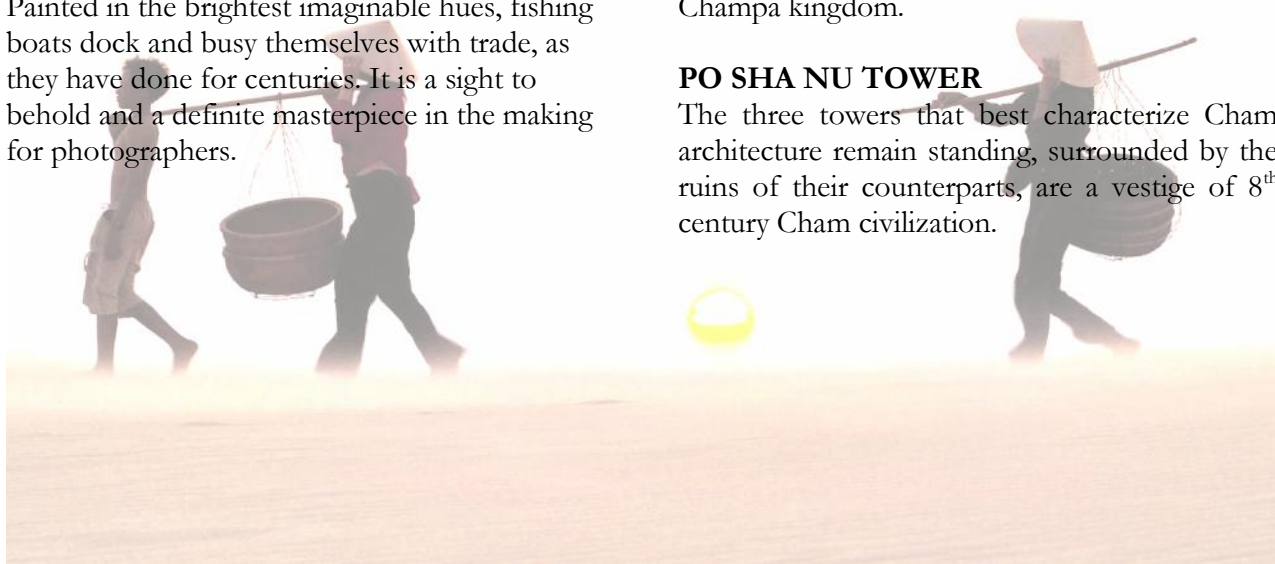 Painted in the brightest imaginable hues, fishing
boats dock and busy themselves with trade, as
they have done for centuries. It is a sight to
behold and a definite masterpiece in the making
for photographers.
Champa kingdom.
PO SHA NU TOWER
The three towers that best characterize Cham
architecture remain standing, surrounded by the
ruins of their counterparts, are a vestige of 8th
century Cham civilization.